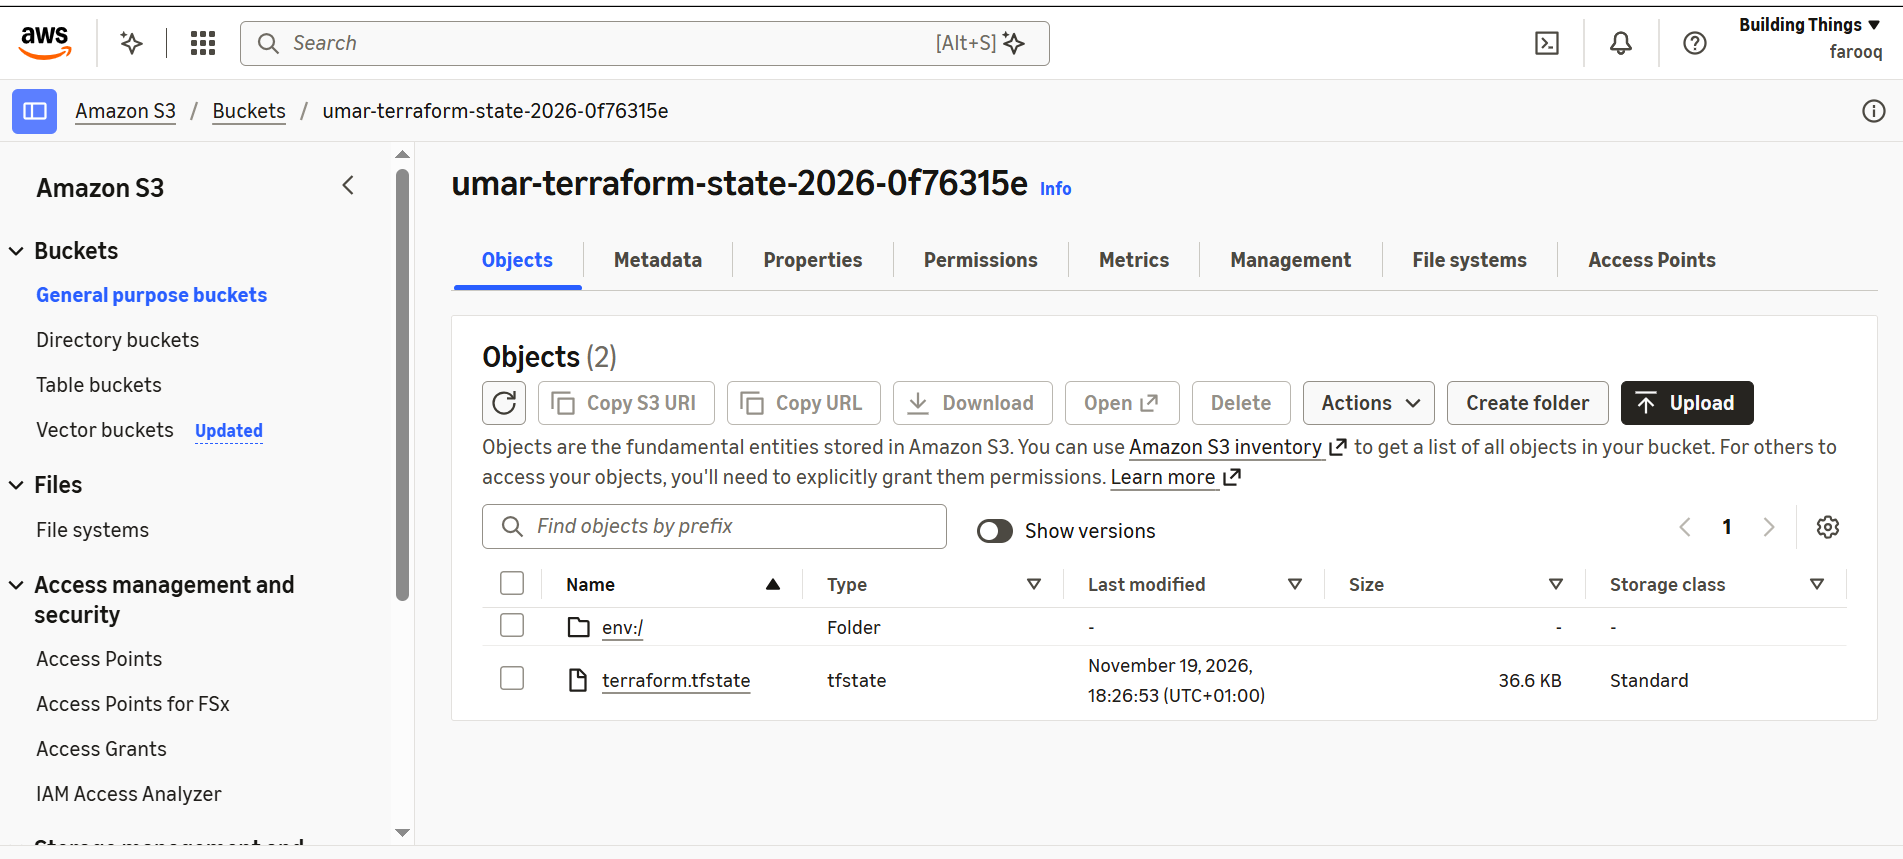 aws
Search [Alt+S]
Building Things
farooq
Amazon S3 / Buckets / umar-terraform-state-2026-0f76315e
Amazon S3
Buckets
General purpose buckets
Directory buckets
Table buckets
Vector buckets Updated
Files
File systems
Access management and
security
Access Points
Access Points for FSx
Access Grants
IAM Access Analyzer
Storage management and
umar-terraform-state-2026-0f76315e Info
Objects Metadata Properties Permissions Metrics Management File systems Access Points
Objects (2)
Copy S3 URI Copy URL Download Open Delete Actions Create folder Upload
Objects are the fundamental entities stored in Amazon S3. You can use Amazon S3 inventory to get a list of all objects in your bucket. For others to
access your objects, you'll need to explicitly grant them permissions. Learn more
Find objects by prefix Show versions 1
Name Type Last modified Size Storage class
env:/ Folder - - -
terraform.tfstate tfstate November 19, 2026, 36.6 KB Standard
18:26:53 (UTC+01:00)